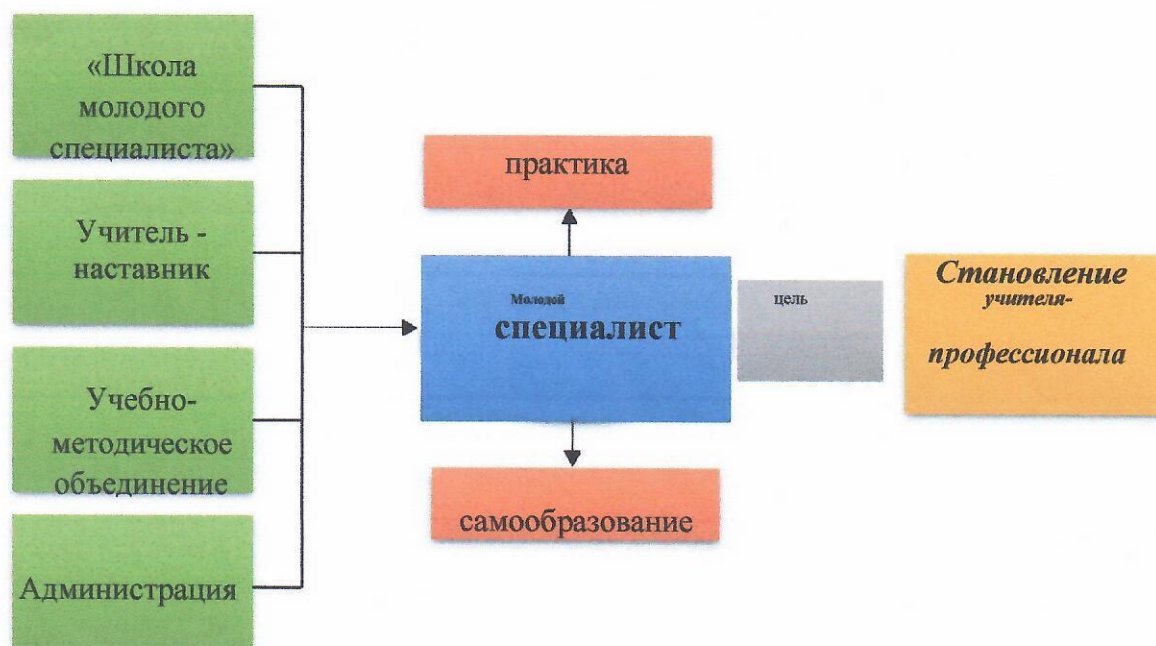 «Школа
молодого
специалиста»
Учитель -
наставник
Учебно-
методическое
объединение
Администрация
практика
Молодой
специалист
самообразование
цель
Становление
учителя-
профессионала